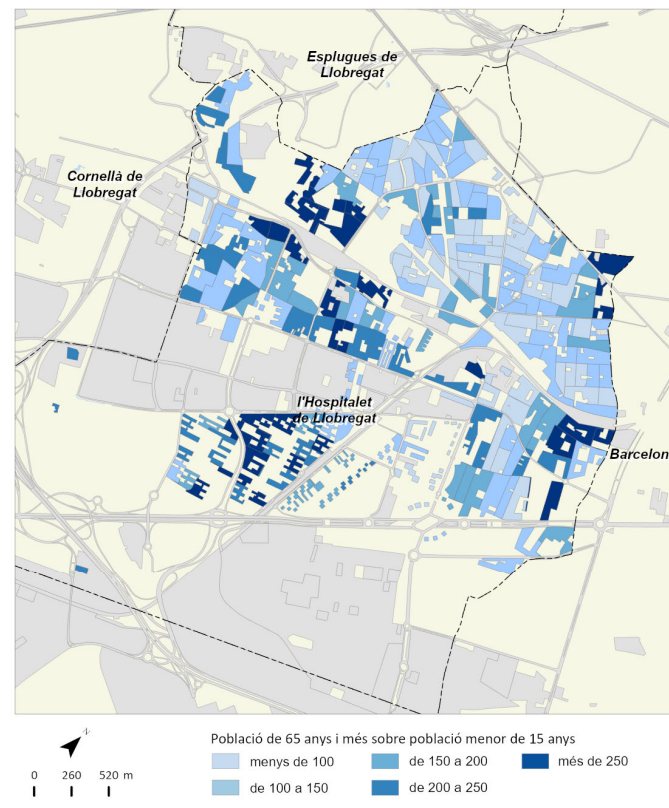 Esplugues de
Llobregat
Cornellà de
Llobregat
l'Hospitalet
de Llobregat
Barcelon
N
0 260 520 m
Població de 65 anys i més sobre població menor de 15 anys
menys de 100
de 150 a 200
més de 250
de 100 a 150
de 200 a 250